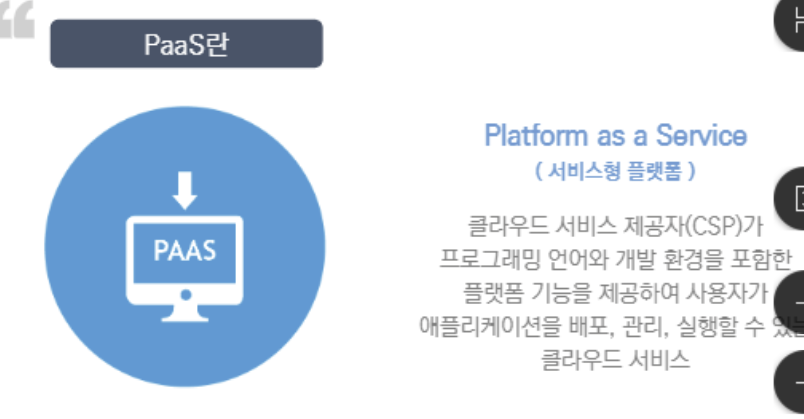 PaaS란
PAAS
Platform as a Service
( 서비스형 플랫폼 )
클라우드 서비스 제공자(CSP)가
프로그래밍 언어와 개발 환경을 포함한
플랫폼 기능을 제공하여 사용자가
애플리케이션을 배포, 관리, 실행할 수
클라우드 서비스